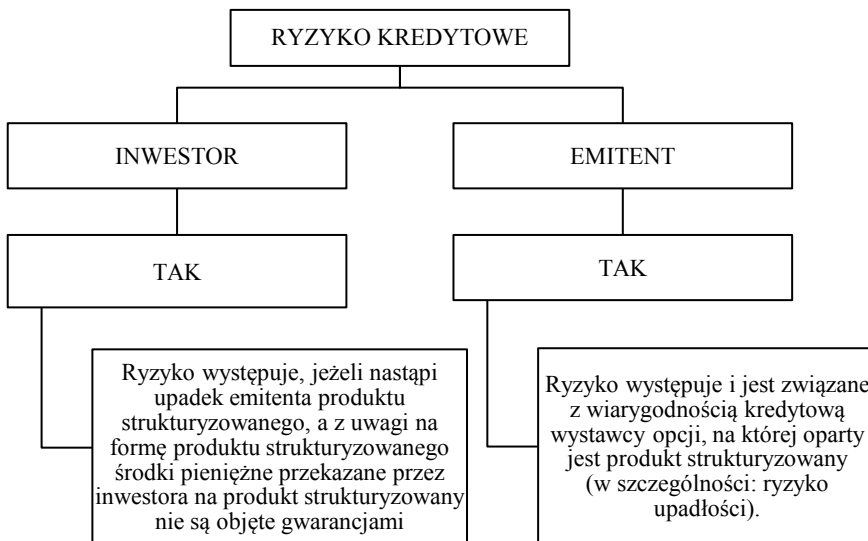 RYZYKO KREDYTOWE
INWESTOR
EMITENT
TAK
TAK
Ryzyko występuje, jeżeli nastąpi
upadek emitenta produktu
strukturyzowanego, a z uwagi na
formę produktu strukturyzowanego
środki pieniężne przekazane przez
inwestora na produkt strukturyzowany
nie są objęte gwarancjami
Ryzyko występuje i jest związane
z wiarygodnością kredytową
wystawcy opcji, na której oparty
jest produkt strukturyzowany
(w szczególności: ryzyko
upadłości).